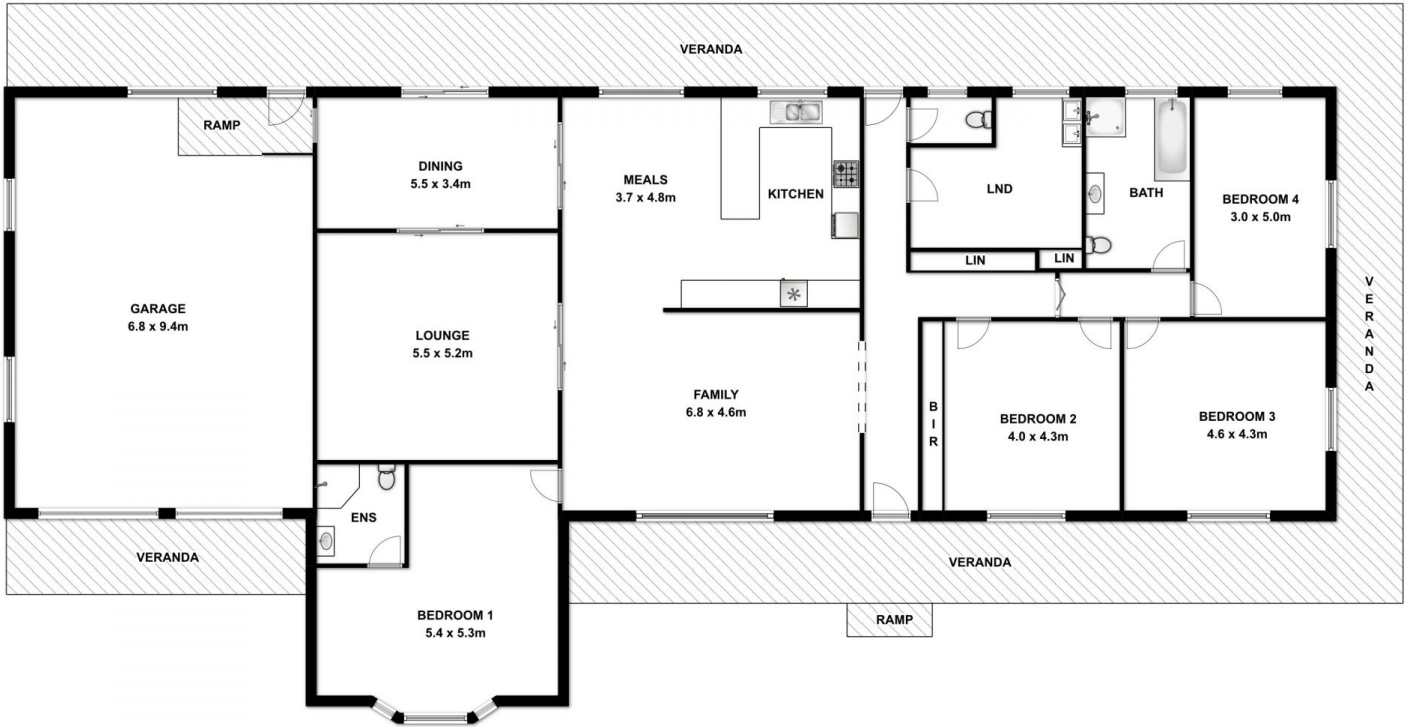 VERANDA
RAMP
DINING
5.5 x 3.4m
MEALS
3.7 x 4.8m
KITCHEN
LND
BATH
BEDROOM 4
3.0 x 5.0m
LIN
LIN
GARAGE
6.8 x 9.4m
LOUNGE
5.5 x 5.2m
FAMILY
6.8 x 4.6m
B
I
R
BEDROOM 2
4.0 x 4.3m
BEDROOM 3
4.6 x 4.3m
V
E
R
A
N
D
A
ENS
VERANDA
VERANDA
BEDROOM 1
5.4 x 5.3m
RAMP